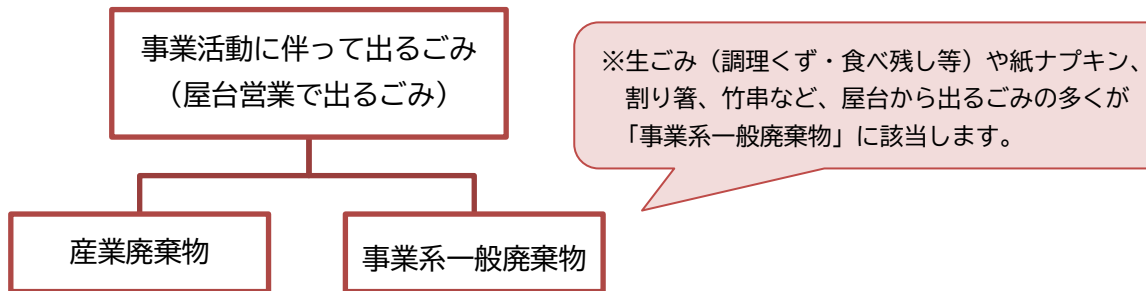 事業活動に伴って出るごみ
（屋台営業で出るごみ）
※生ごみ（調理くず・食べ残し等）や紙ナプキン、
割り箸、竹串など、屋台から出るごみの多くが
「事業系一般廃棄物」に該当します。
産業廃棄物
事業系一般廃棄物